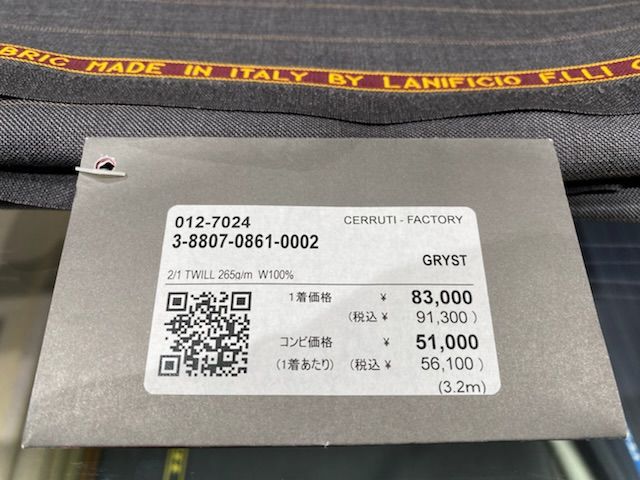 BRIC MADE IN ITALY BY LANIFICIO F.LLI C
012-7024 CERRUTI - FACTORY
3-8807-0861-0002
GRYST
2/1 TWILL 265g/m W100%
1着価格 ¥ 83,000
(税込 ¥ 91,300 )
コンビ価格 ¥ 51,000
(1着あたり) (税込 ¥ 56,100 )
(3.2m)